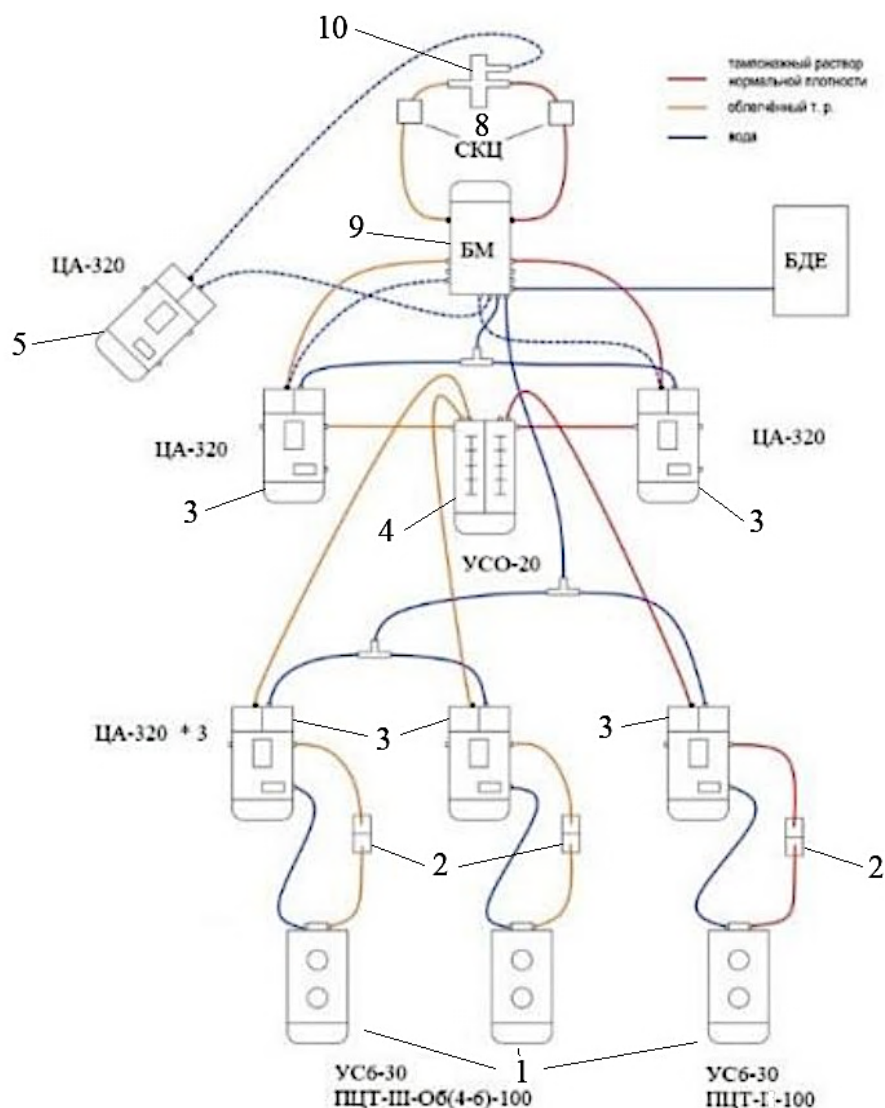 10
тампонажный раствор
нормальной плотности
облегчённый т. р.
вода
8
СКЦ
9
БМ
БДЕ
ЦА-320
5
ЦА-320
ЦА-320
3
4
3
УСО-20
ЦА-320 * 3
3
3
2
2
1
УС6-30
ПЦТ-III-Об(4-6)-100
УС6-30